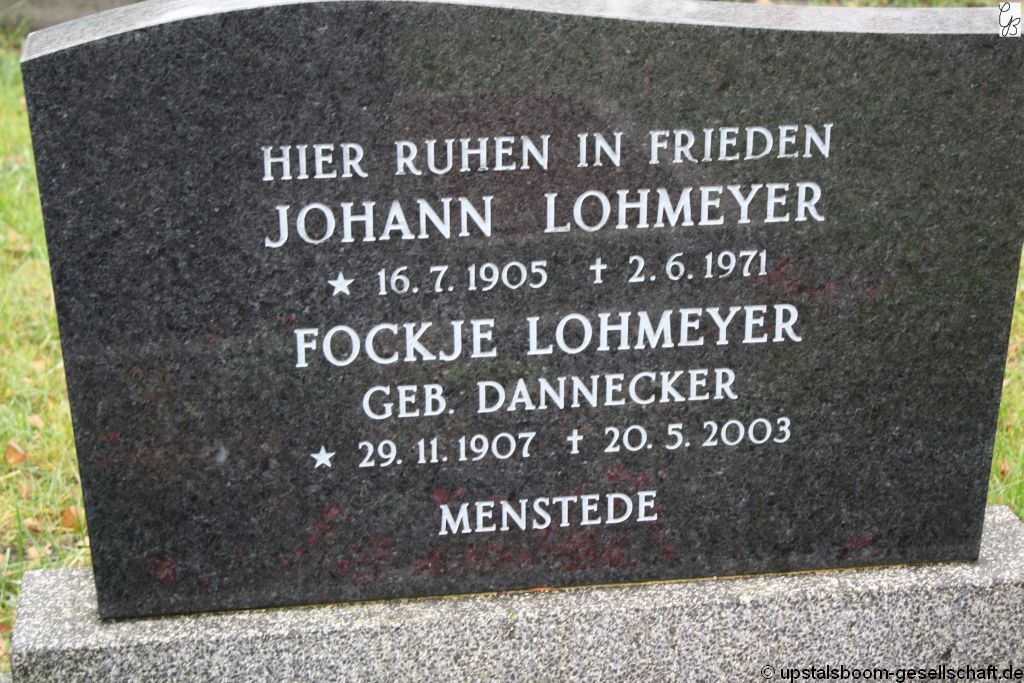 HIER RUHEN IN FRIEDEN
JOHANN LOHMEYER
★ 16. 7. 1905 ✝ 2. 6. 1971
FOCKJE LOHMEYER
GEB. DANNECKER
★ 29. 11. 1907 ✝ 20. 5. 2003
MENSTEDE
© upstalsboom-gesellschaft.de